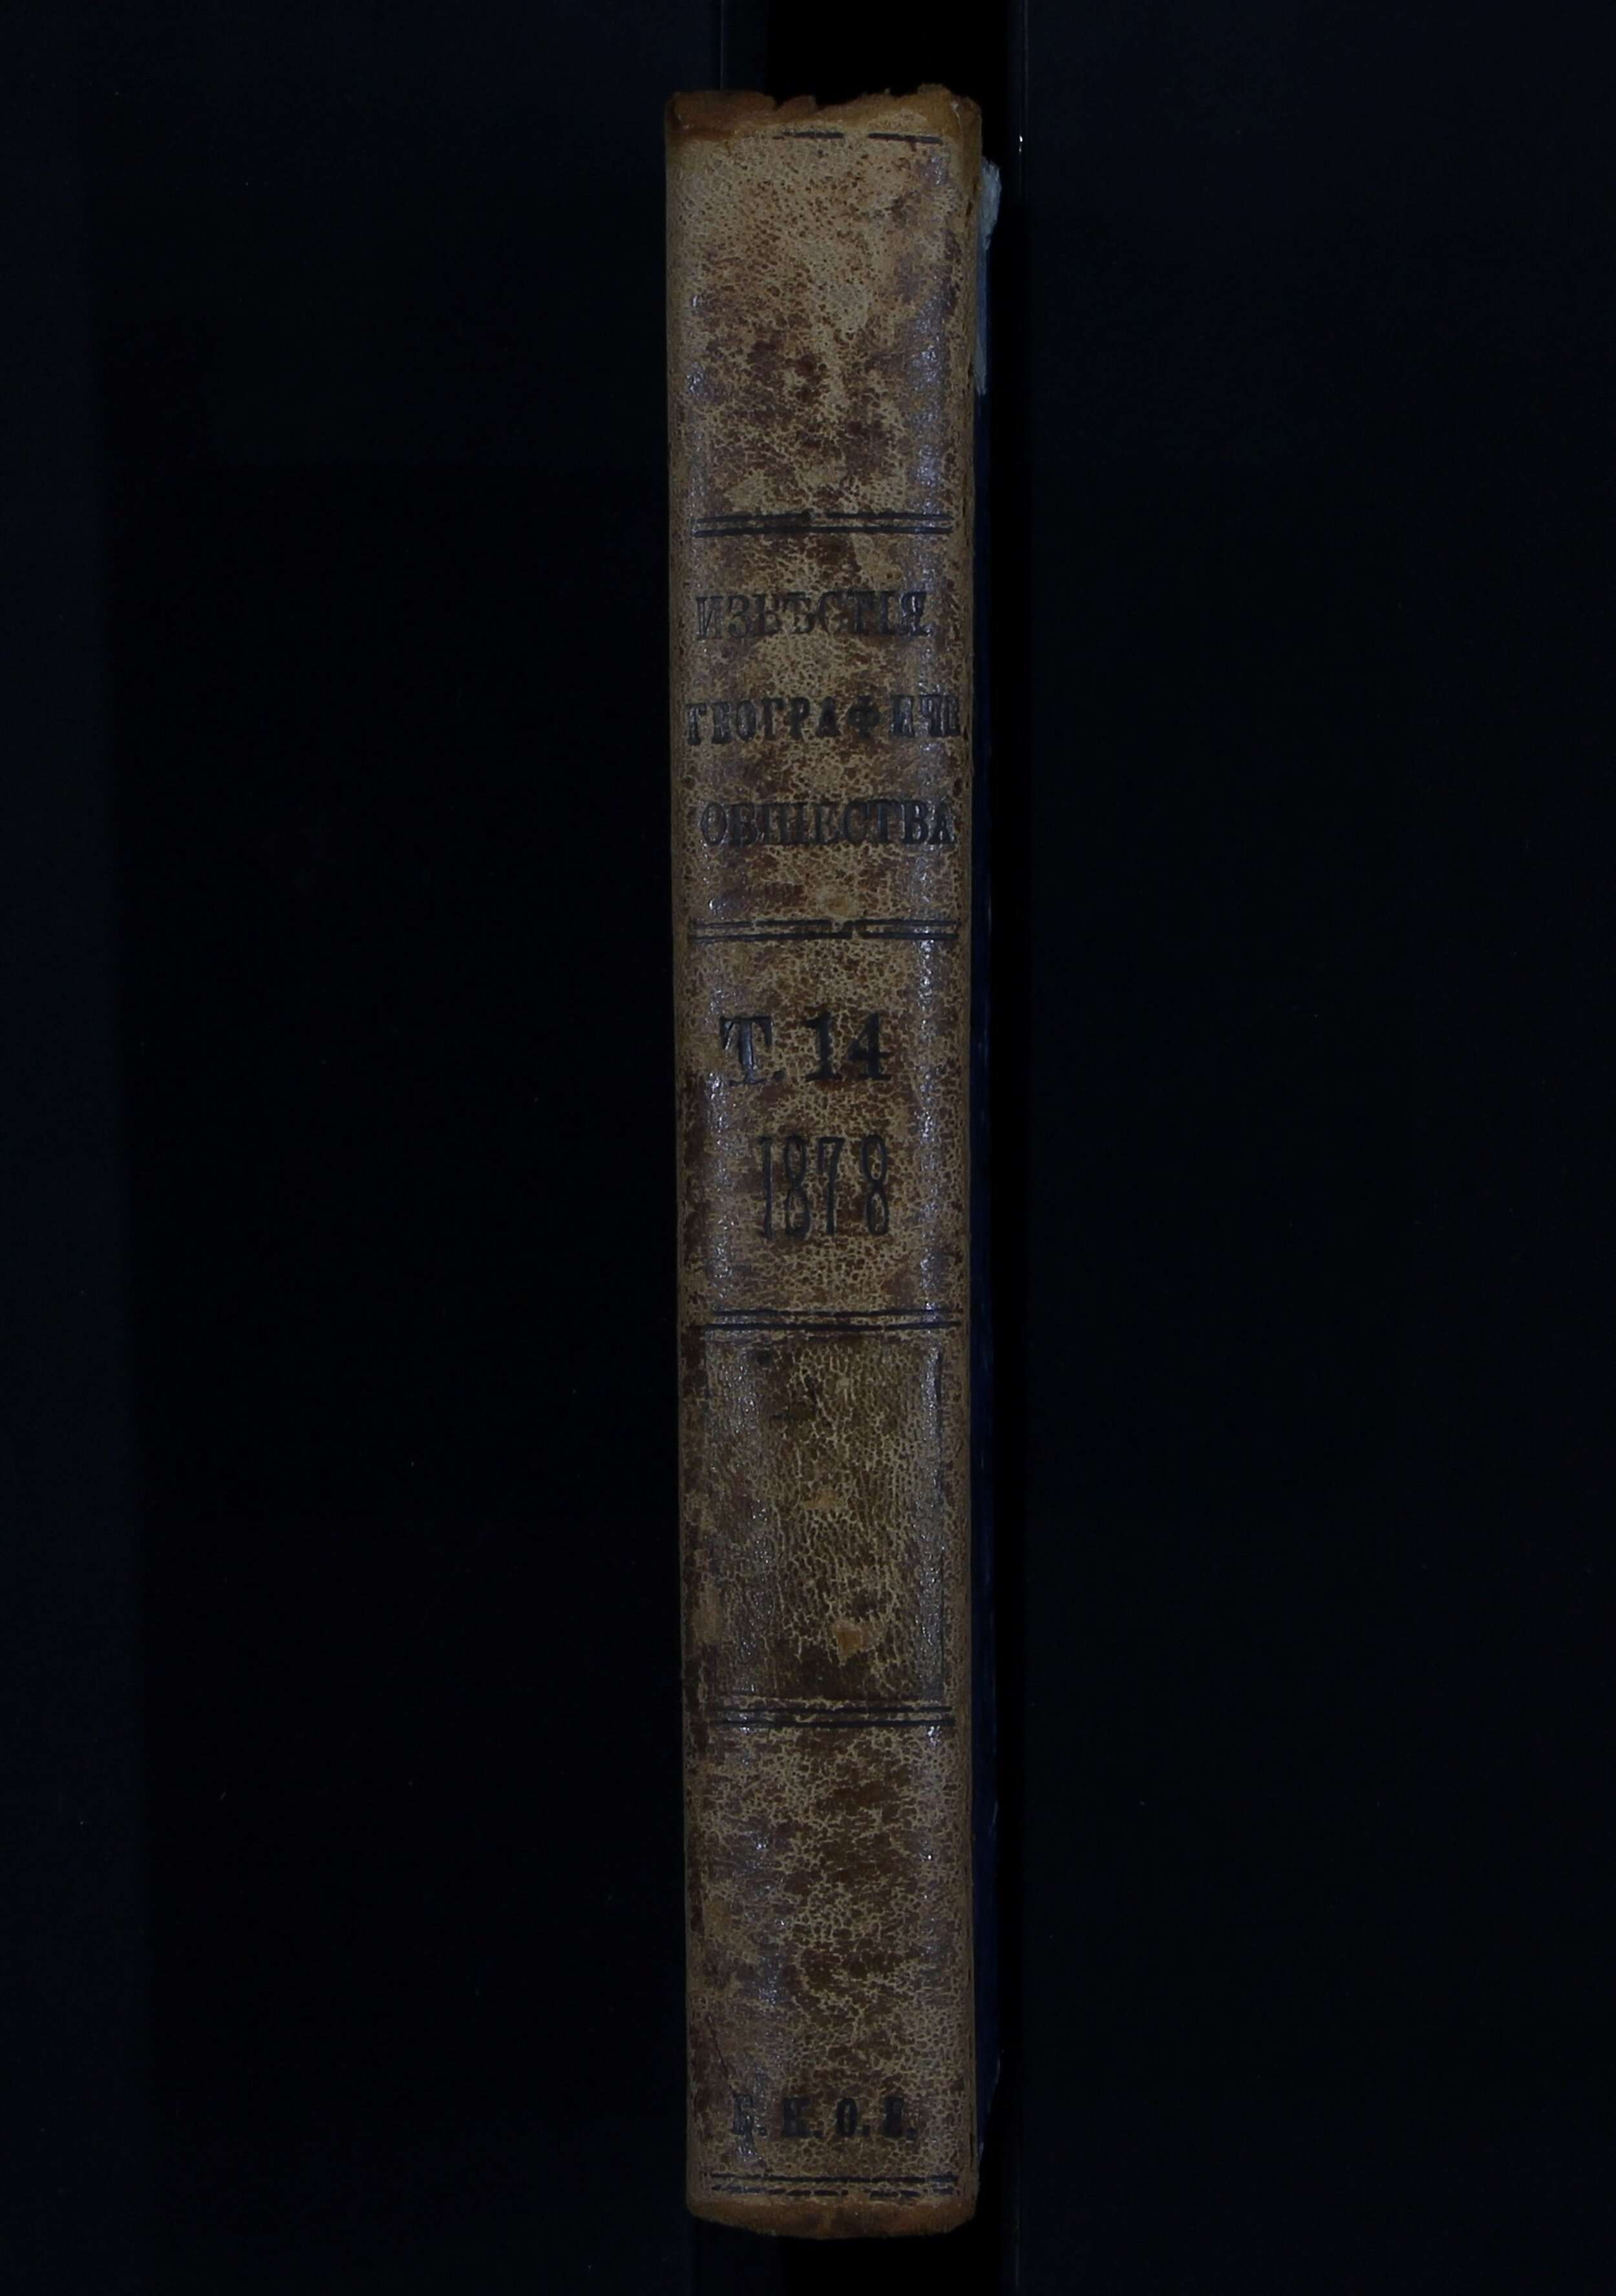 ИЗВѢСТІЯ
ГЕОГРАФИЧЕ.
ОБЩЕСТВА
Т. 14
1878